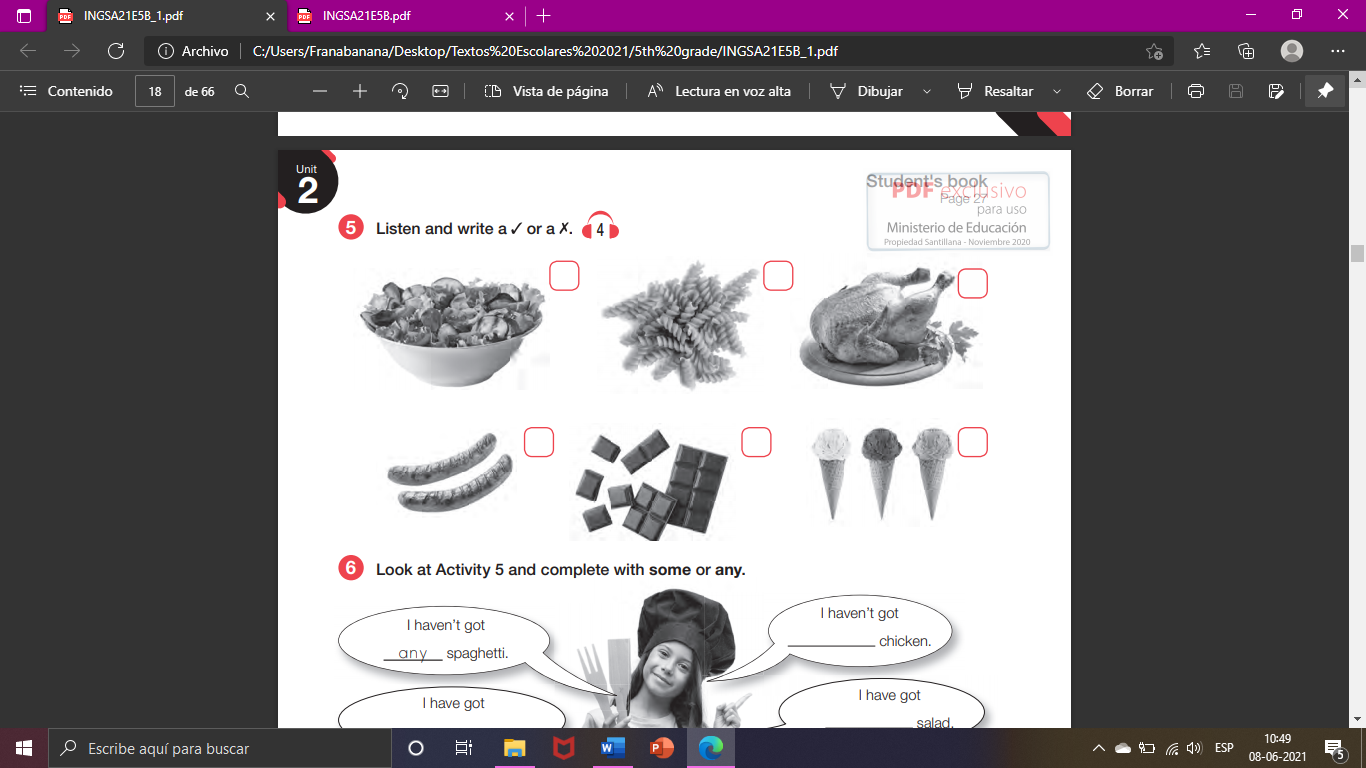 INGSA21E5B_1.pdf
INGSA21E5B.pdf
Archivo
C:/Users/Franabanana/Desktop/Textos%20Escolares%202021/5th%20grade/INGSA21E5B_1.pdf
Contenido
18
de 66
Vista de página
Lectura en voz alta
Dibujar
Resaltar
Borrar
Unit
2
Student's book
Page 27
PDF exclusivo
para uso
Ministerio de Educación
Propiedad Santillana - Noviembre 2020
5 Listen and write a ✓ or a ✗. 4
6 Look at Activity 5 and complete with some or any.
I haven't got
any spaghetti.
I haven't got
___________ chicken.
I have got
I have got
___________ salad.
Escribe aquí para buscar
ESP
10:49
08-06-2021
5